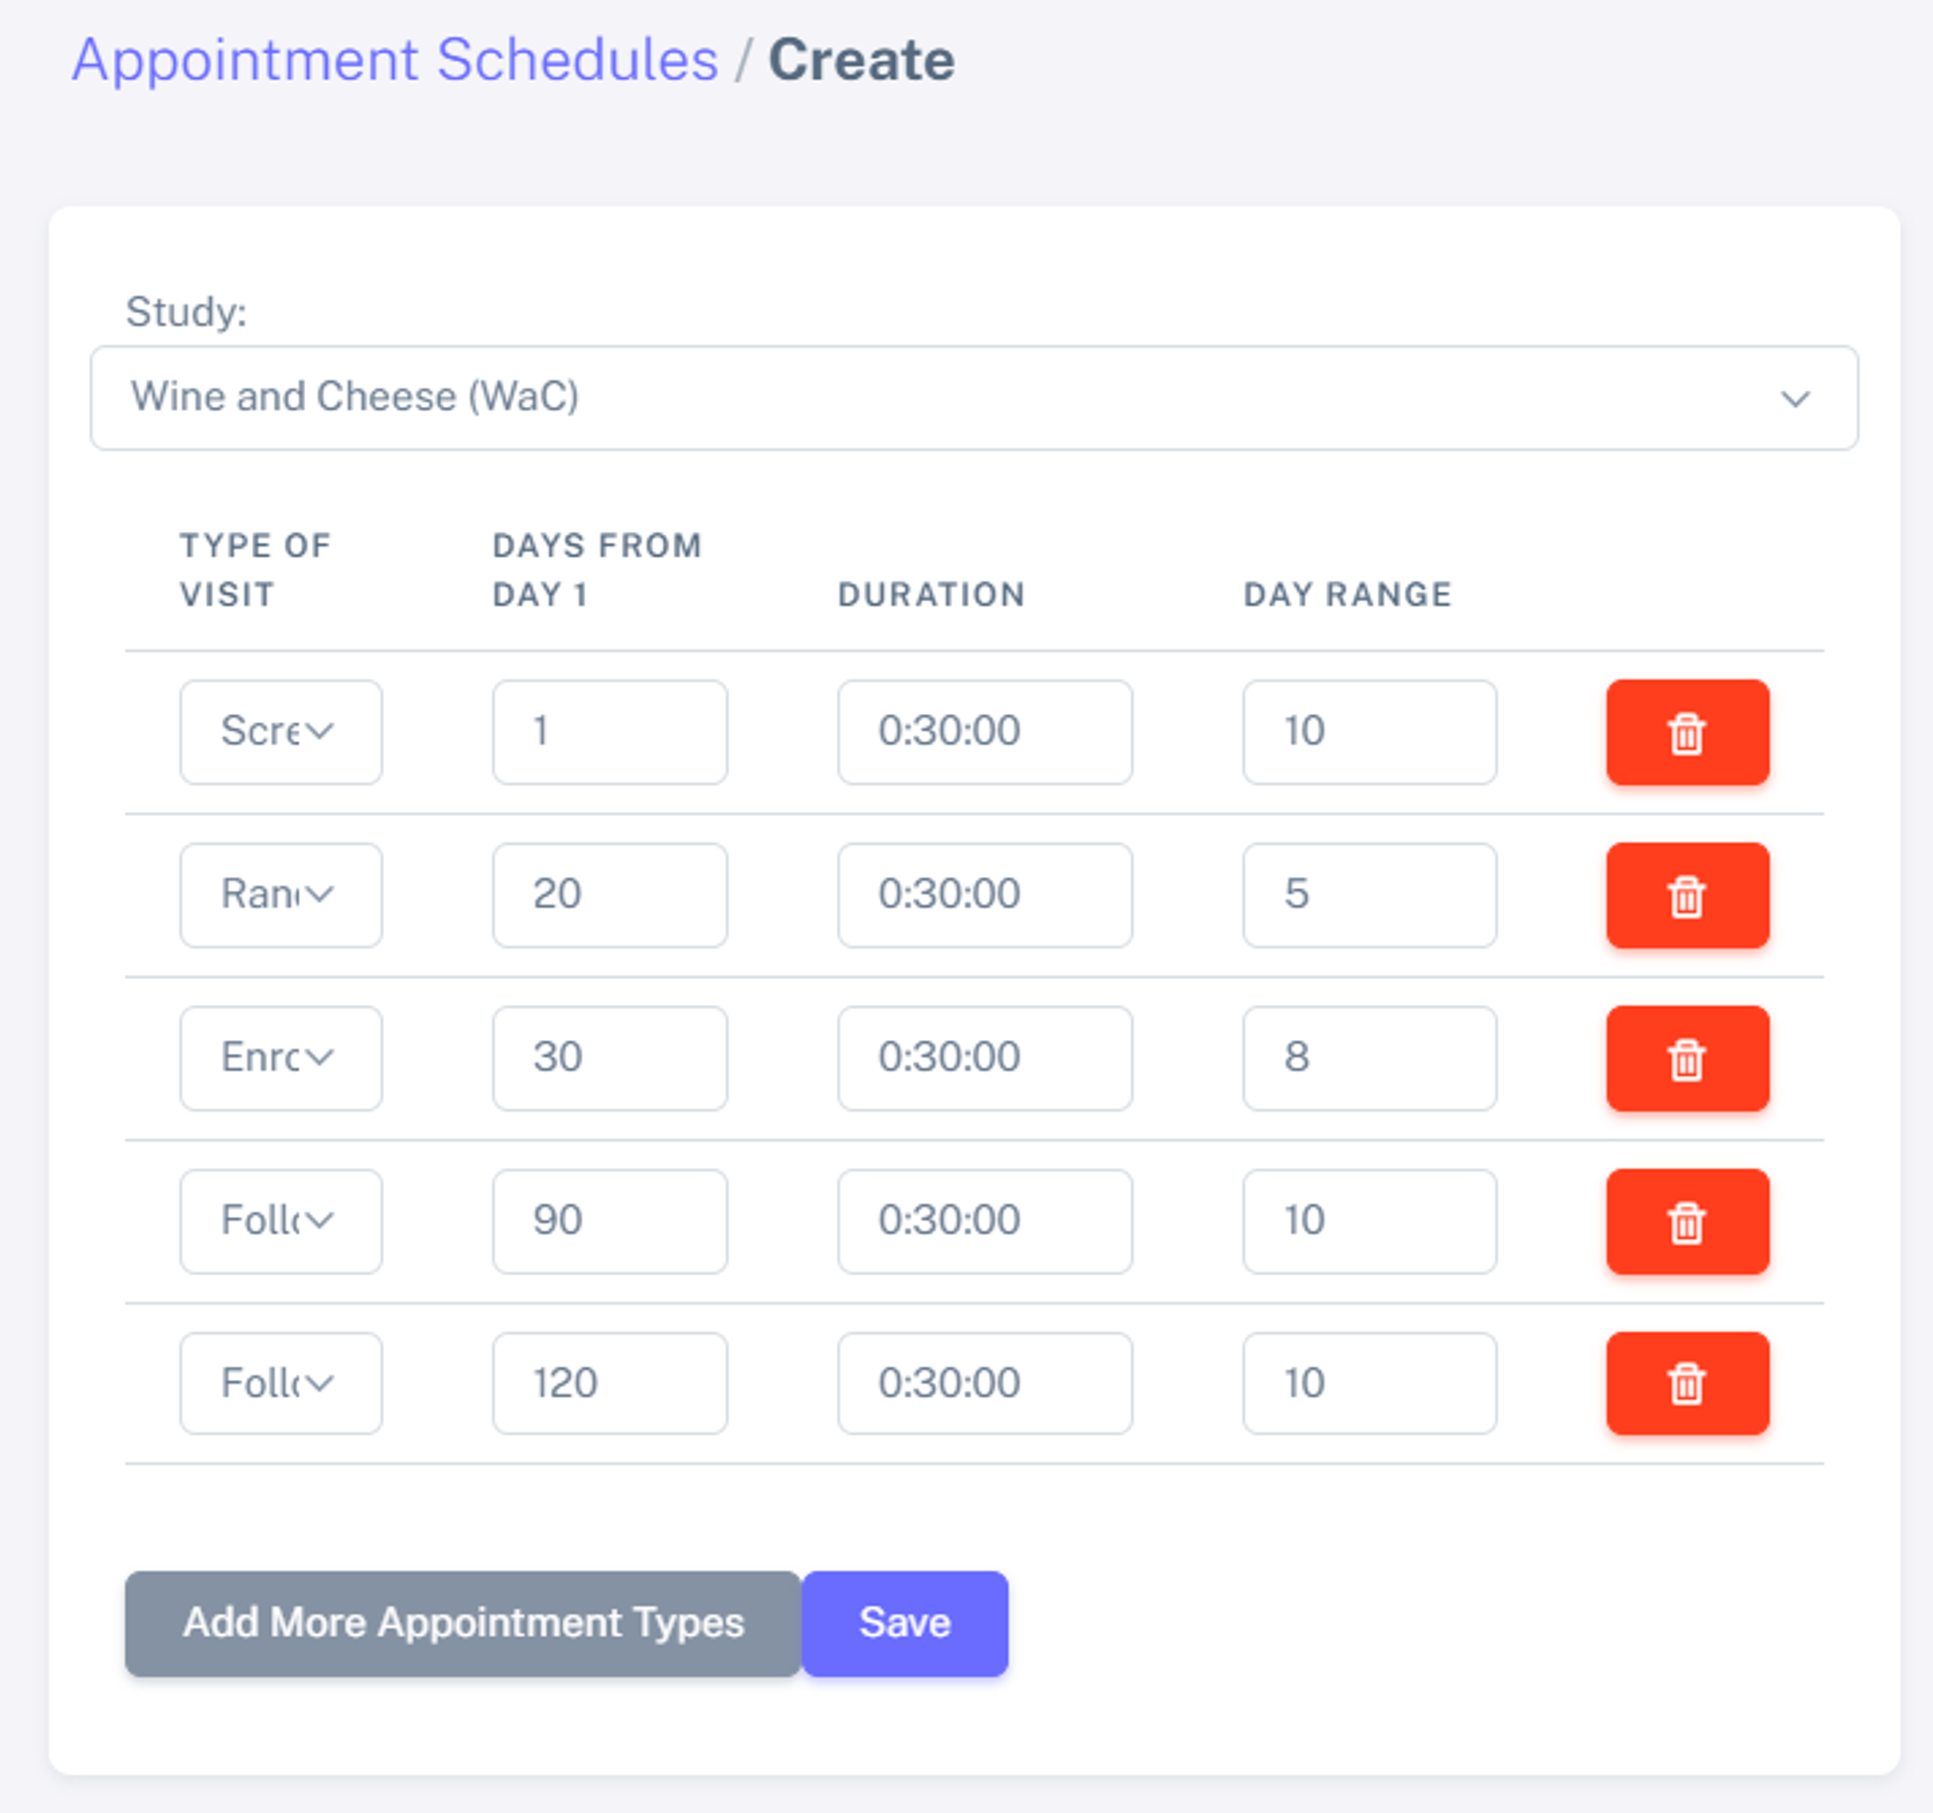 Appointment Schedules / Create
Study:
Wine and Cheese (WaC)
TYPE OF VISIT DAYS FROM DAY 1 DURATION DAY RANGE
Scre 1 0:30:00 10
Ran 20 0:30:00 5
Enro 30 0:30:00 8
Foll 90 0:30:00 10
Foll 120 0:30:00 10
Add More Appointment Types Save